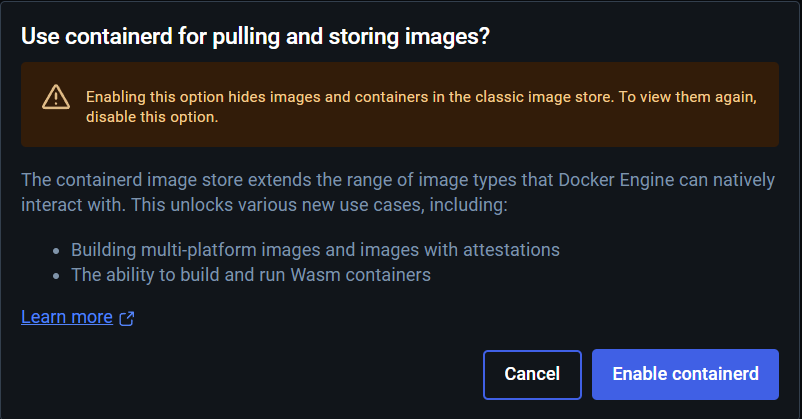 Use containerd for pulling and storing images?
Enabling this option hides images and containers in the classic image store. To view them again,
disable this option.
The containerd image store extends the range of image types that Docker Engine can natively
interact with. This unlocks various new use cases, including:
• Building multi-platform images and images with attestations
• The ability to build and run Wasm containers
Learn more
Cancel
Enable containerd